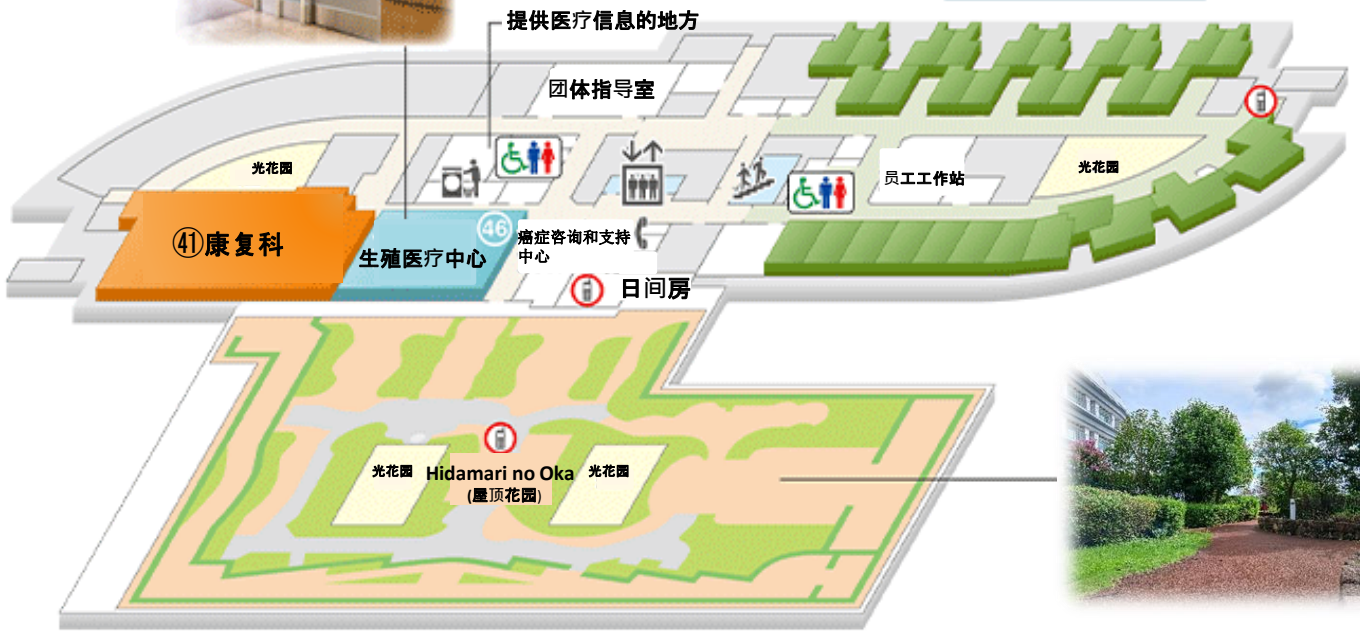 提供医疗信息的地方
团体指导室
光花园
员工工作站
光花园
㊶康复科
生殖医疗中心
46
癌症咨询和支持
中心
日间房
光花园
Hidamari no Oka
(屋顶花园)
光花园